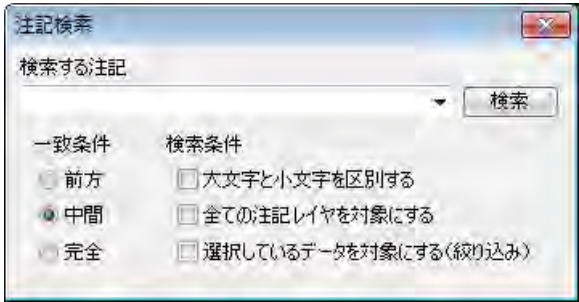 注記検索
検索する注記
検索
一致条件 検索条件
前方 大文字と小文字を区別する
中間 全ての注記レイヤを対象にする
完全 選択しているデータを対象にする(絞り込み)